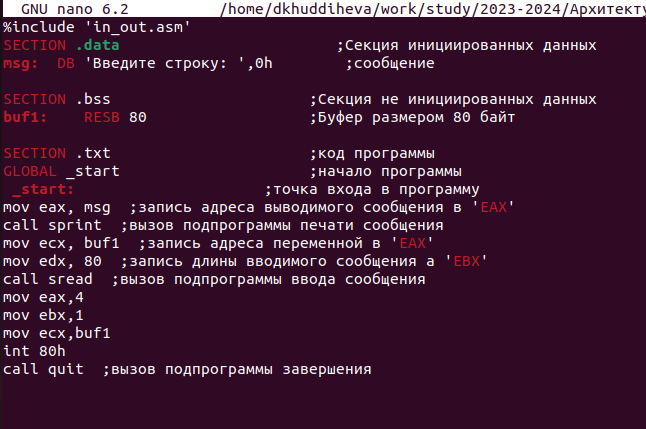 GNU nano 6.2 /home/dkhuddiheva/work/study/2023-2024/Архитекту
%include 'in_out.asm'
SECTION .data ;Секция инициированных данных
msg: DB 'Введите строку: ',0h ;сообщение
SECTION .bss ;Секция не инициированных данных
buf1: RESB 80 ;Буфер размером 80 байт
SECTION .txt ;код программы
GLOBAL _start ;начало программы
_start: ;точка входа в программу
mov eax, msg ;запись адреса выводимого сообщения в 'EAX'
call sprint ;вызов подпрограммы печати сообщения
mov ecx, buf1 ;запись адреса переменной в 'EAX'
mov edx, 80 ;запись длины вводимого сообщения а 'EBX'
call sread ;вызов подпрограммы ввода сообщения
mov eax,4
mov ebx,1
mov ecx,buf1
int 80h
call quit ;вызов подпрограммы завершения